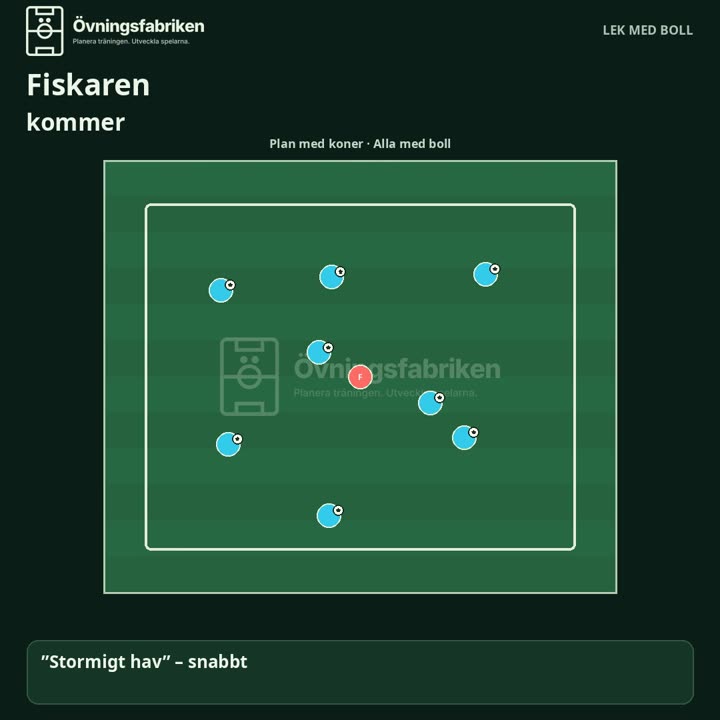 Övningsfabriken
Planera träningen. Utveckla spelarna.
LEK MED BOLL
Fiskaren
kommer
Plan med koner · Alla med boll
Övningsfabriken
Planera träningen. Utveckla spelarna.
F
”Stormigt hav” – snabbt